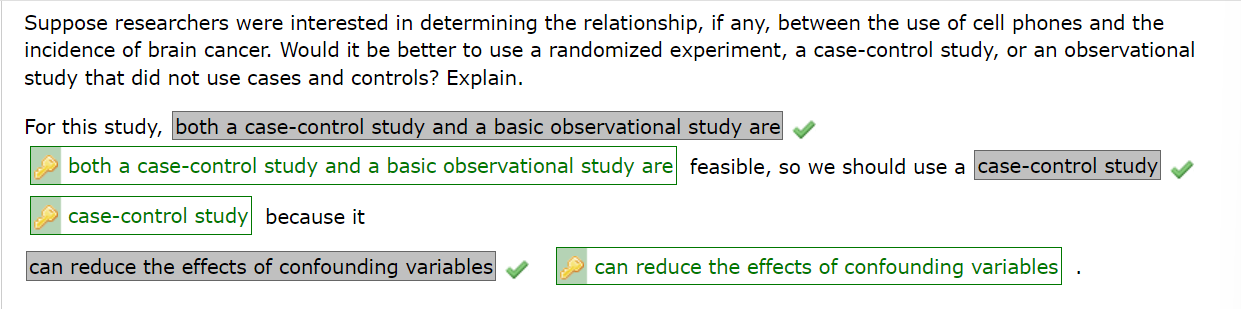 Suppose researchers were interested in determining the relationship, if any, between the use of cell phones and the
incidence of brain cancer. Would it be better to use a randomized experiment, a case-control study, or an observational
study that did not use cases and controls? Explain.
For this study, both a case-control study and a basic observational study are
both a case-control study and a basic observational study are feasible, so we should use a case-control study
case-control study because it
can reduce the effects of confounding variables can reduce the effects of confounding variables .